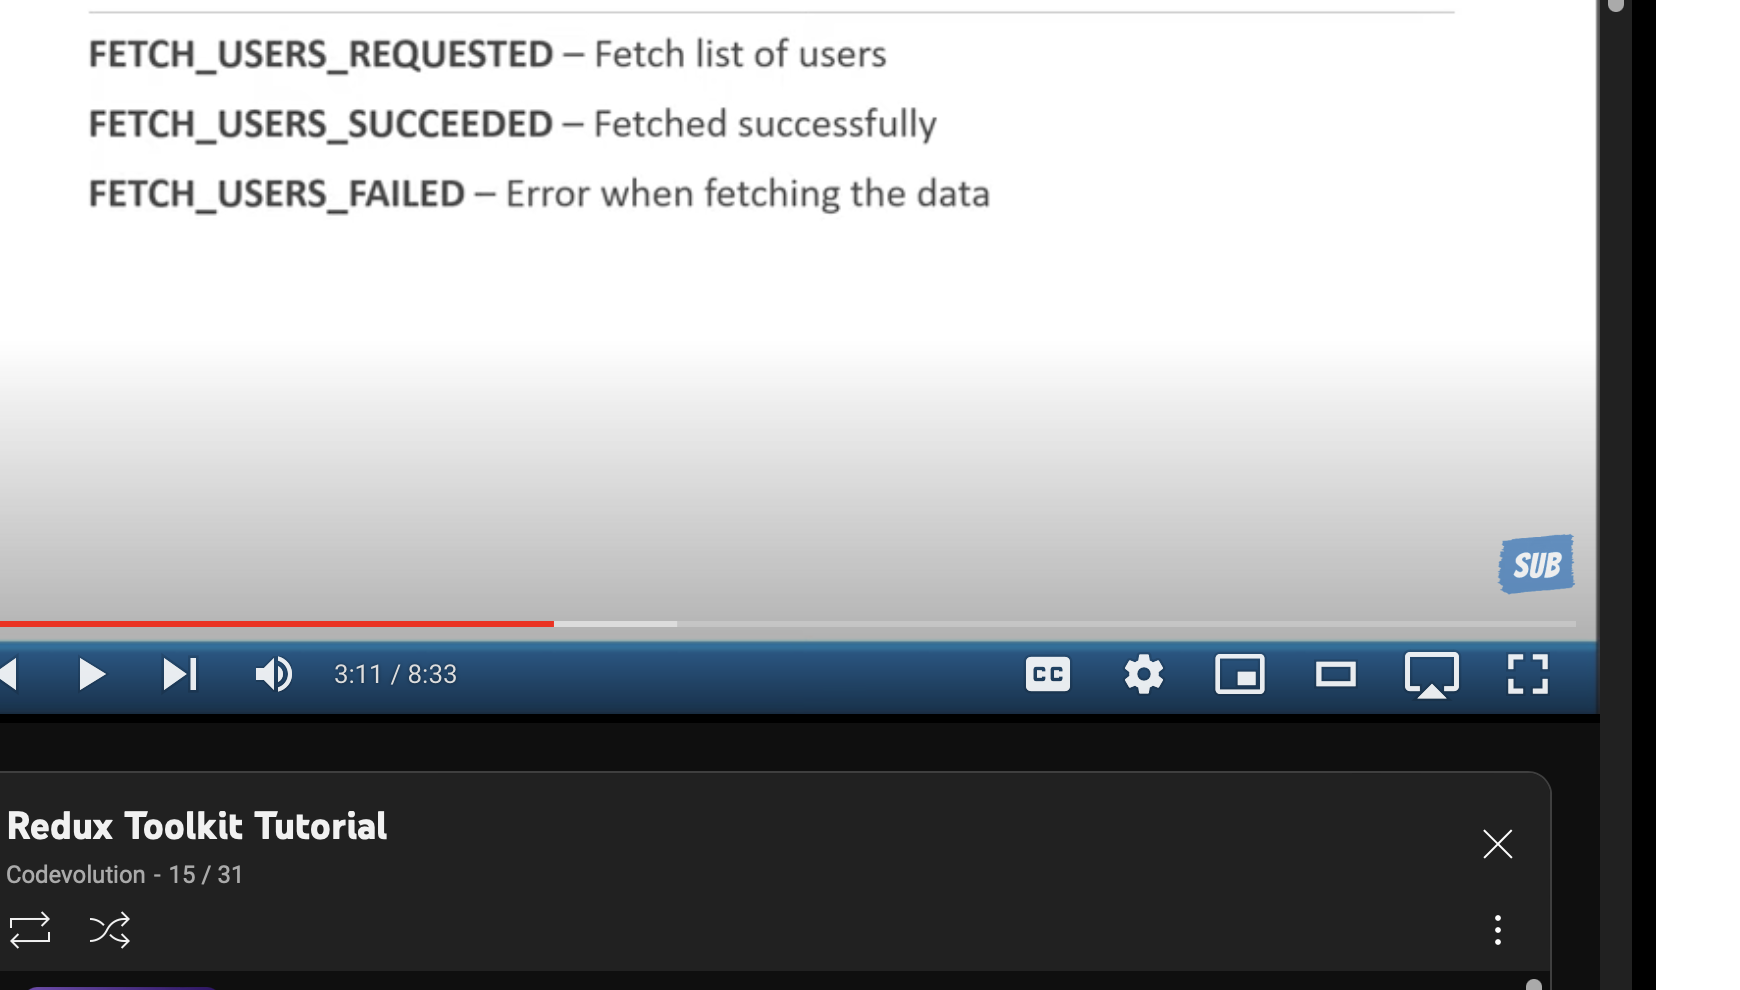 FETCH_USERS_REQUESTED – Fetch list of users
FETCH_USERS_SUCCEEDED – Fetched successfully
FETCH_USERS_FAILED – Error when fetching the data
SUB
3:11 / 8:33
CC
Redux Toolkit Tutorial
Codevolution - 15 / 31